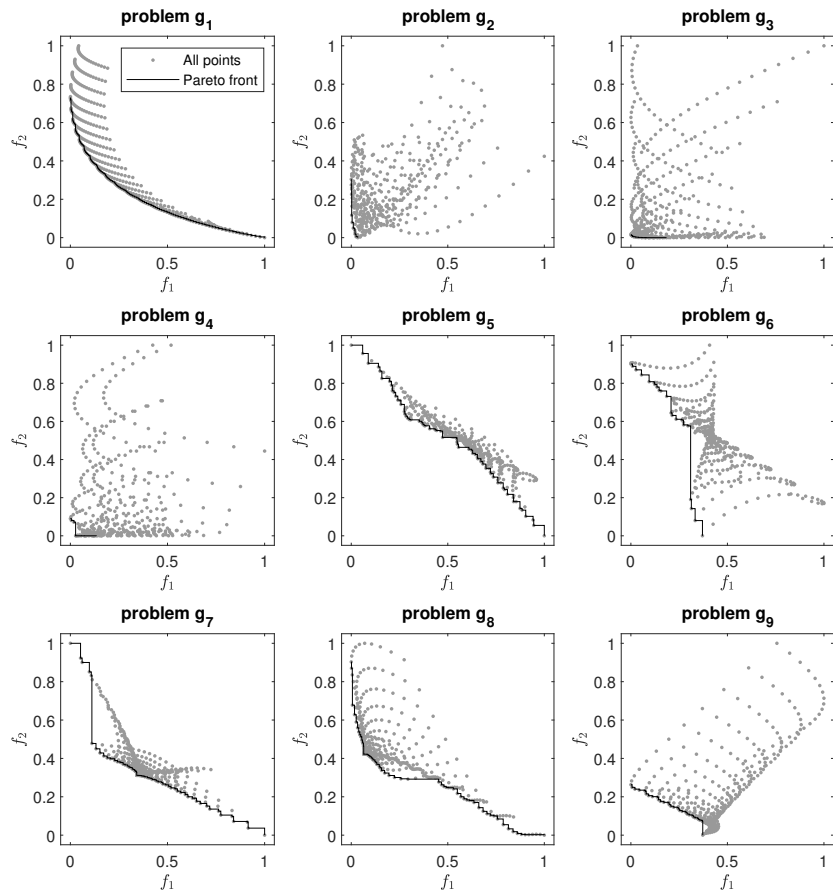 problem g1
1
0.8
0.6
0.4
0.2
0
f2
All points
Pareto front
0 0.5 1
f1
problem g2
1
0.8
0.6
0.4
0.2
0
f2
0 0.5 1
f1
problem g3
1
0.8
0.6
0.4
0.2
0
f2
0 0.5 1
f1
problem g4
1
0.8
0.6
0.4
0.2
0
f2
0 0.5 1
f1
problem g5
1
0.8
0.6
0.4
0.2
0
f2
0 0.5 1
f1
problem g6
1
0.8
0.6
0.4
0.2
0
f2
0 0.5 1
f1
problem g7
1
0.8
0.6
0.4
0.2
0
f2
0 0.5 1
f1
problem g8
1
0.8
0.6
0.4
0.2
0
f2
0 0.5 1
f1
problem g9
1
0.8
0.6
0.4
0.2
0
f2
0 0.5 1
f1